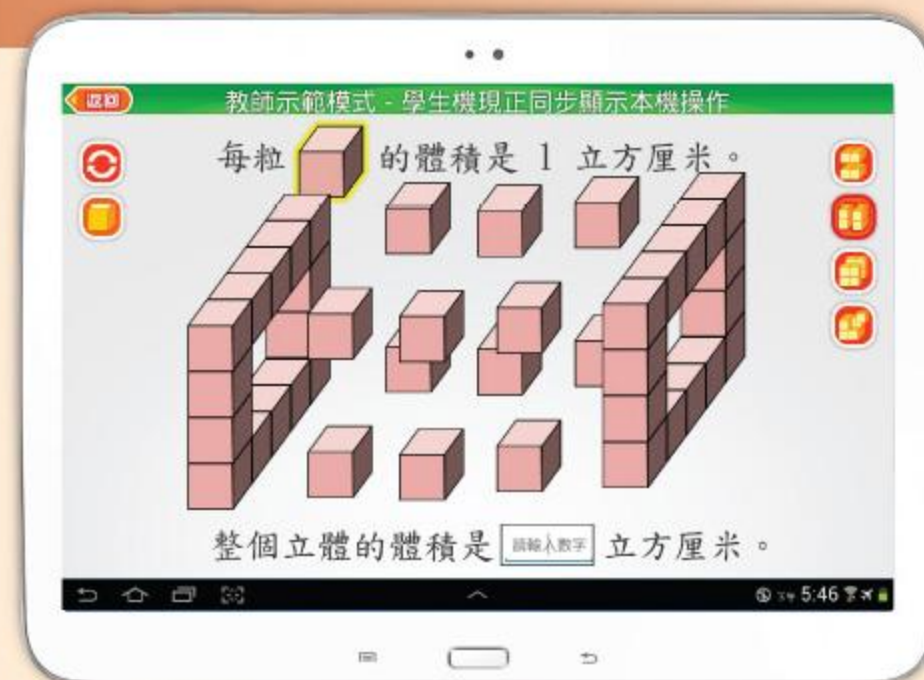 返回
教師示範模式 - 學生機現正同步顯示本機操作
每粒 的體積是 1 立方厘米。
整個立體的體積是 請輸入數字 立方厘米。
5:46